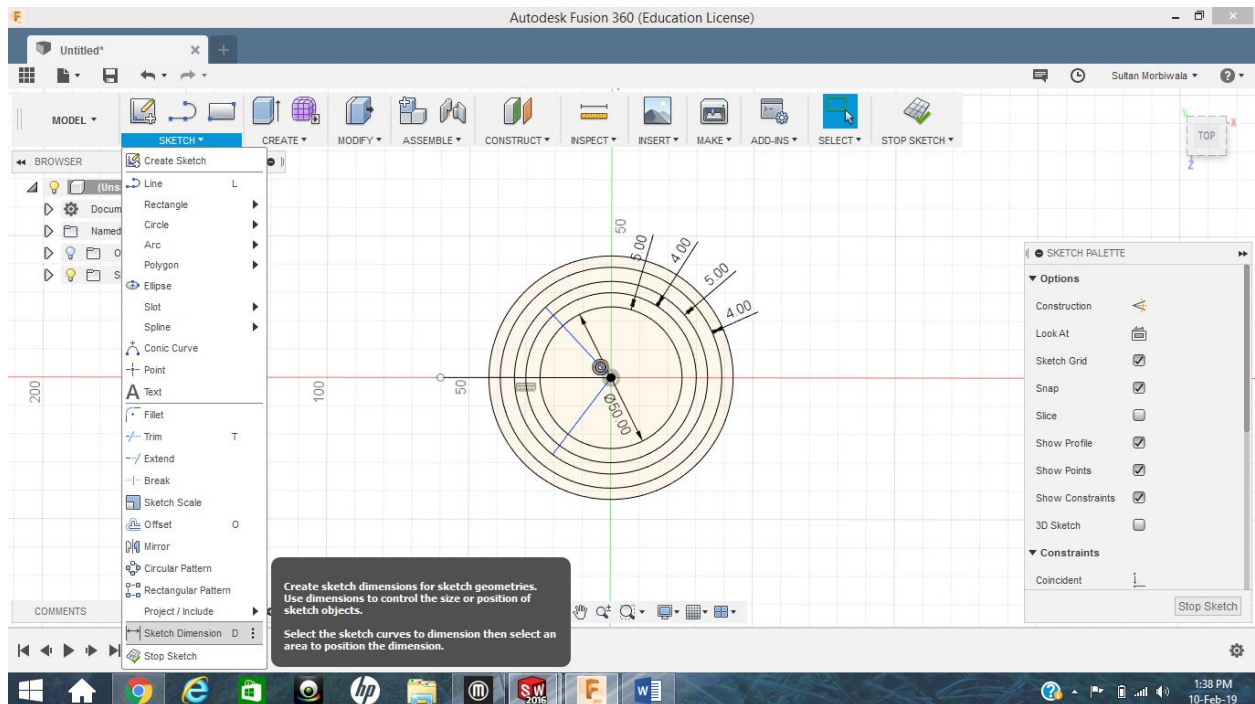 Autodesk Fusion 360 (Education License)
Untitled*
Sultan Morbiwala
MODEL
SKETCH
CREATE
MODIFY
ASSEMBLE
CONSTRUCT
INSPECT
INSERT
MAKE
ADD-INS
SELECT
STOP SKETCH
TOP
X
Z
BROWSER
(Uns
Docum
Named
O
S
Create Sketch
Line L
Rectangle
Circle
Arc
Polygon
Ellipse
Slot
Spline
Conic Curve
Point
Text
Fillet
Trim T
Extend
Break
Sketch Scale
Offset O
Mirror
Circular Pattern
Rectangular Pattern
Project / Include
Sketch Dimension D
Stop Sketch
200
100
50
50
5.00
4.00
5.00
4.00
Ø50.00
Create sketch dimensions for sketch geometries.
Use dimensions to control the size or position of
sketch objects.
Select the sketch curves to dimension then select an
area to position the dimension.
SKETCH PALETTE
Options
Construction
Look At
Sketch Grid
Snap
Slice
Show Profile
Show Points
Show Constraints
3D Sketch
Constraints
Coincident
Stop Sketch
COMMENTS
hp
SW
2016
F
W
1:38 PM
10-Feb-19